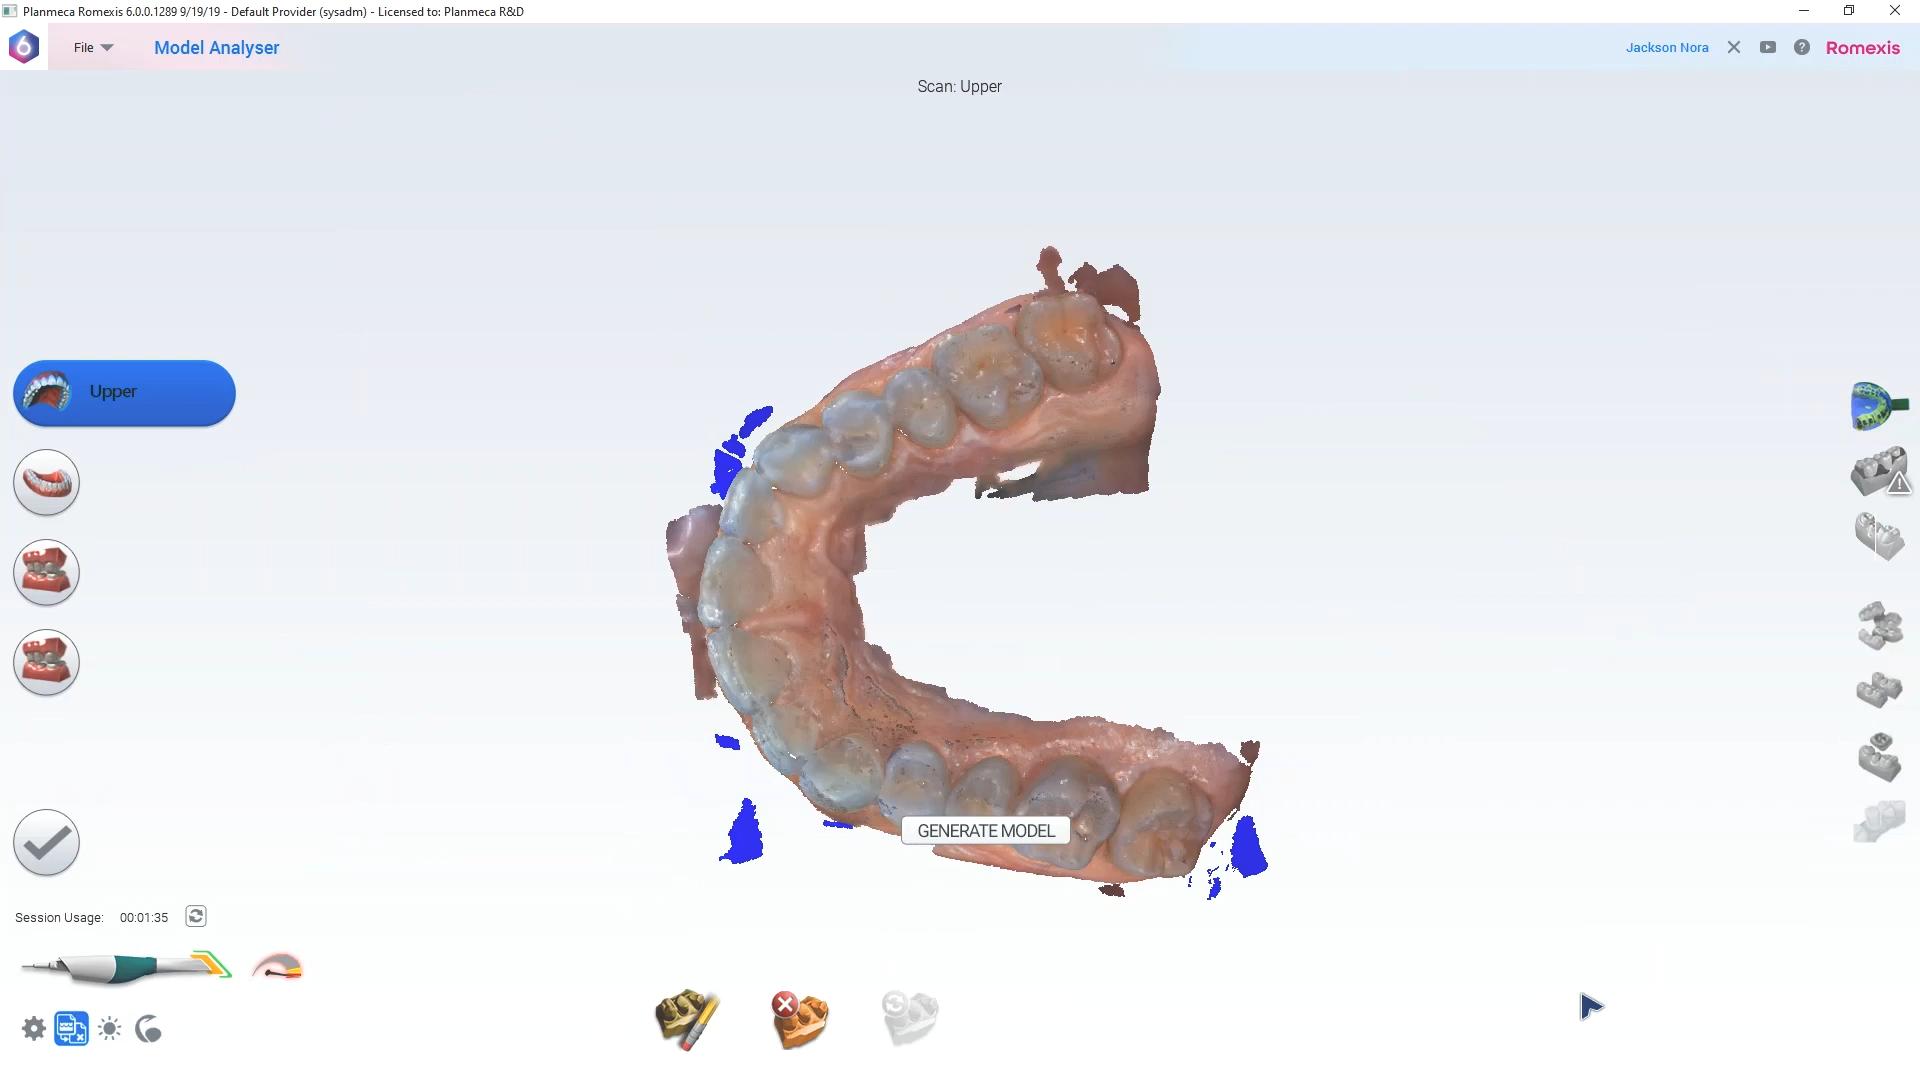 Planmeca Romexis 6.0.0.1289 9/19/19 - Default Provider (sysadm) - Licensed to: Planmeca R&D
6 File Model Analyser Jackson Nora ? Romexis
Scan: Upper
Upper
GENERATE MODEL
Session Usage: 00:01:35